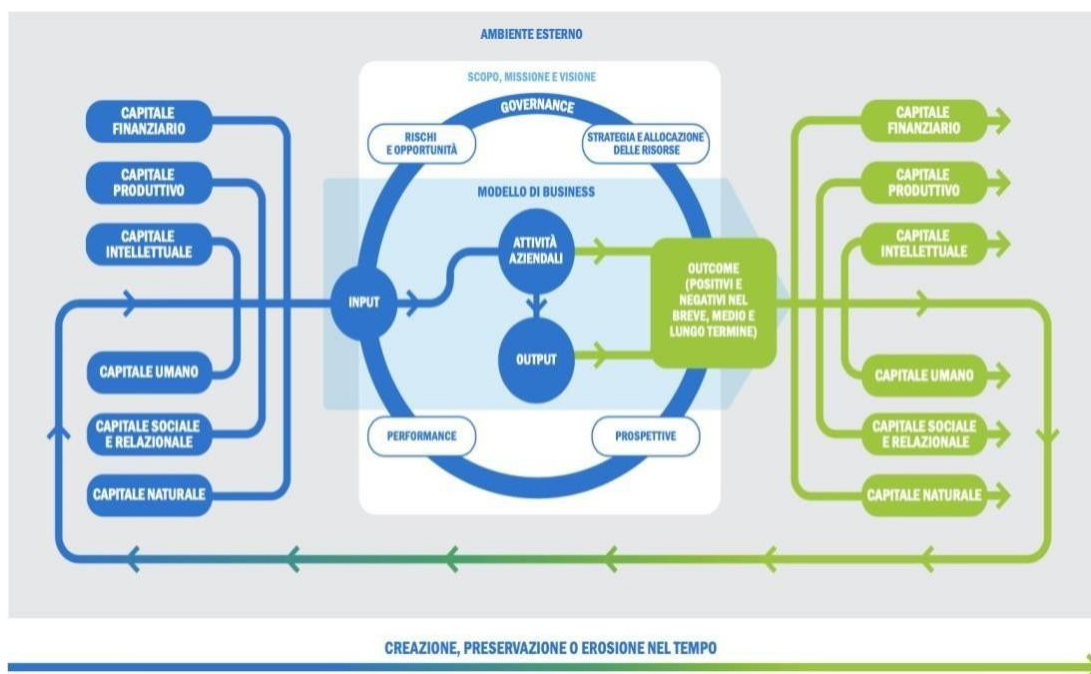 AMBIENTE ESTERNO
SCOPO, MISSIONE E VISIONE
GOVERNANCE
CAPITALE
FINANZIARIO
CAPITALE
PRODUTTIVO
CAPITALE
INTELLETTUALE
CAPITALE UMANO
CAPITALE SOCIALE
E RELAZIONALE
CAPITALE NATURALE
RISCHI
E OPPORTUNITÀ
STRATEGIA E ALLOCAZIONE
DELLE RISORSE
MODELLO DI BUSINESS
INPUT
ATTIVITÀ
AZIENDALI
OUTPUT
OUTCOME
(POSITIVI E
NEGATIVI NEL
BREVE, MEDIO E
LUNGO TERMINE)
PERFORMANCE
PROSPETTIVE
CAPITALE
FINANZIARIO
CAPITALE
PRODUTTIVO
CAPITALE
INTELLETTUALE
CAPITALE UMANO
CAPITALE SOCIALE
E RELAZIONALE
CAPITALE NATURALE
CREAZIONE, PRESERVAZIONE O EROSIONE NEL TEMPO